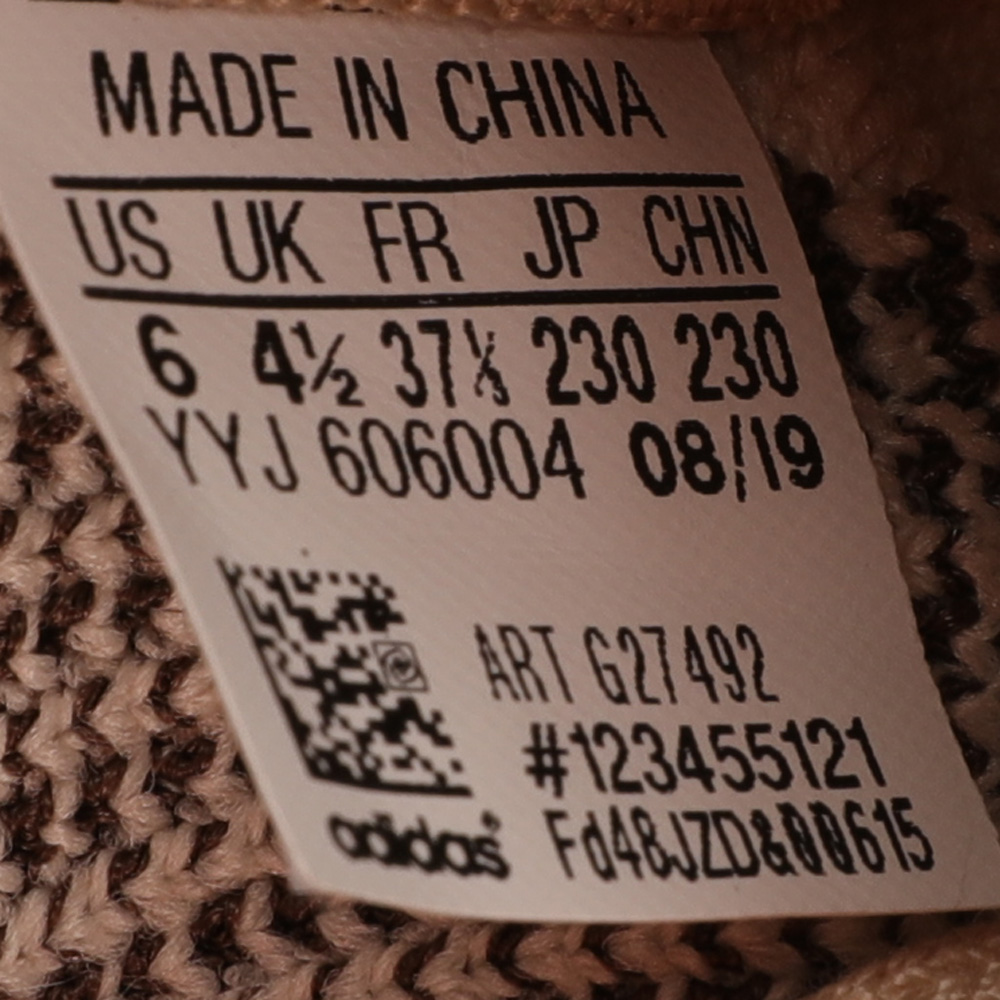 MADE IN CHINA
US UK FR JP CHN
6 4½ 37⅓ 230 230
YYJ 606004 08/19
ART G27492
#123455121
adidas Fd48JZD&00615